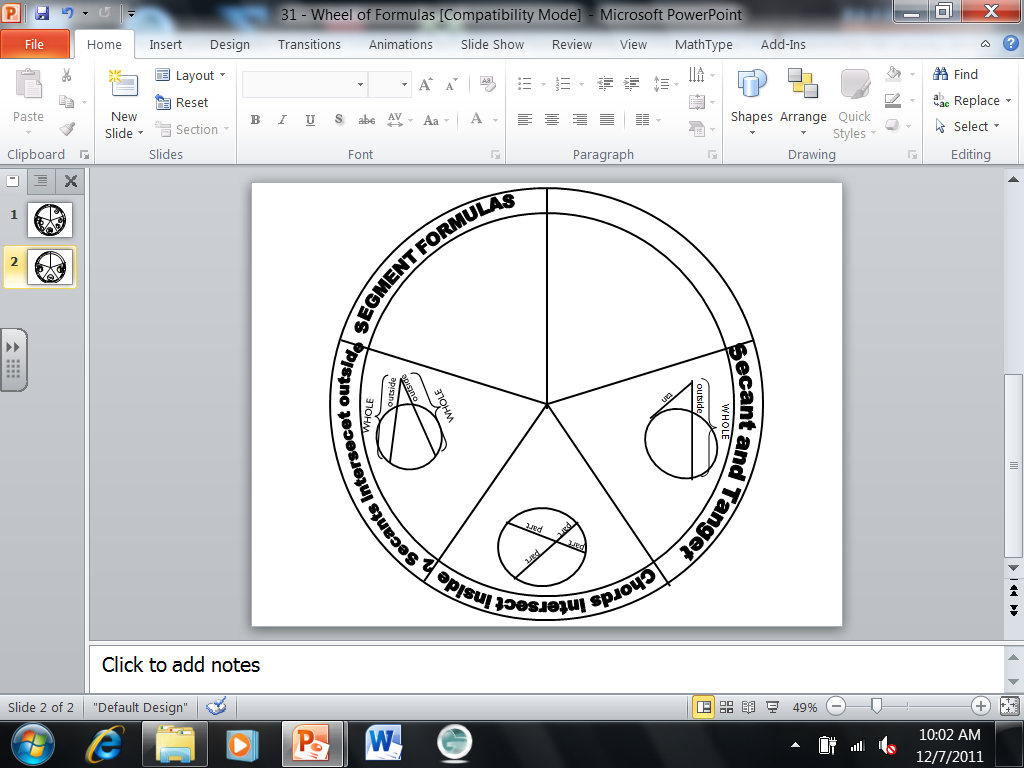 31 - Wheel of Formulas [Compatibility Mode] - Microsoft PowerPoint
File Home Insert Design Transitions Animations Slide Show Review View MathType Add-Ins
Paste
New Slide
Layout
Reset
Section
B I U S abc AV Aa A
Shapes
Arrange
Quick Styles
Find
Replace
Select
Clipboard Slides Font Paragraph Drawing Editing
1
2
SEGMENT FORMULAS
2 Secants Intersecet outside
WHOLE
outside
outside
WHOLE
Secant and Tanget
tan
outside
WHOLE
Chords intersect inside
part
part
part
part
Click to add notes
Slide 2 of 2 "Default Design" 49%
10:02 AM
12/7/2011